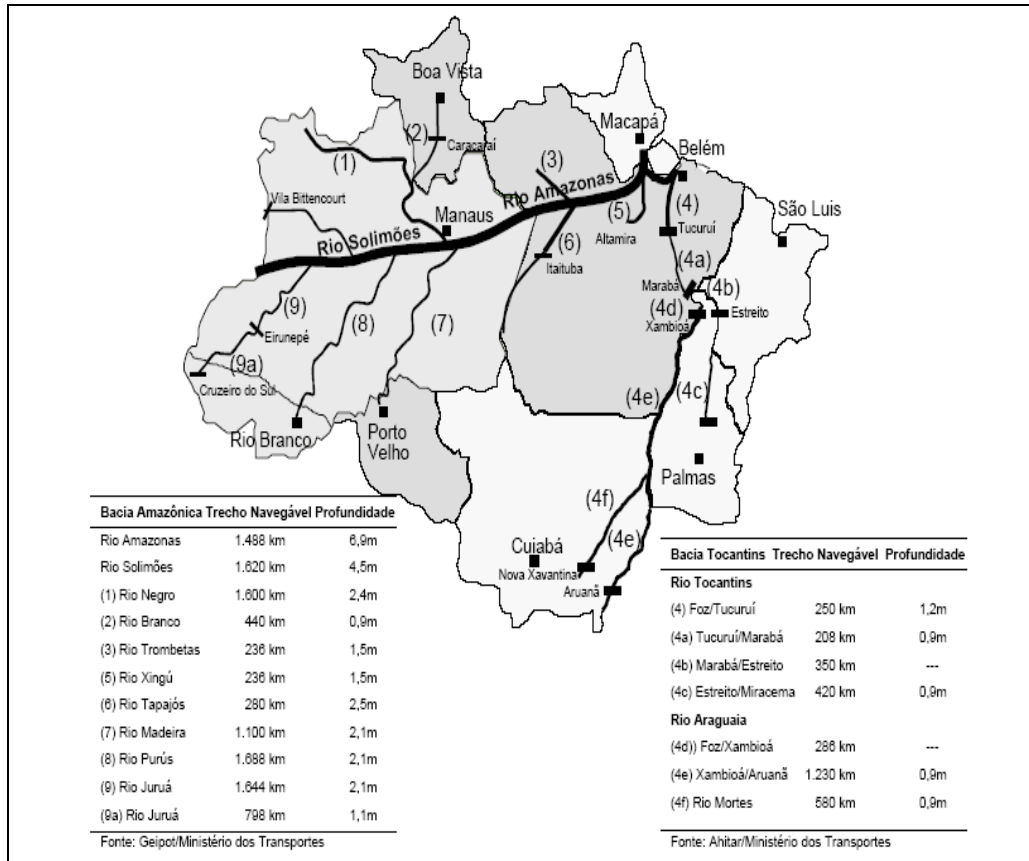 Boa Vista
(2)
Caracaraí
Macapá
(1)
(3)
Belém
Rio Amazonas
Vila Bittencourt
São Luis
Manaus
(5)
(4)
Rio Solimões
Altamira
Tucuruí
(6)
Itaituba
(4a)
Marabá
(4b)
(9)
(4d)
Estreito
Xambioá
Eirunepé
(8)
(7)
(9a)
Cruzeiro do Sul
(4e)
(4c)
Rio Branco
Porto
Velho
Palmas
(4f)
(4e)
Cuiabá
Nova Xavantina
Aruanã
Bacia Amazônica Trecho Navegável Profundidade
Rio Amazonas 1.488 km 6,9m
Rio Solimões 1.620 km 4,5m
(1) Rio Negro 1.600 km 2,4m
(2) Rio Branco 440 km 0,9m
(3) Rio Trombetas 236 km 1,5m
(5) Rio Xingú 236 km 1,5m
(6) Rio Tapajós 280 km 2,5m
(7) Rio Madeira 1.100 km 2,1m
(8) Rio Purús 1.688 km 2,1m
(9) Rio Juruá 1.644 km 2,1m
(9a) Rio Juruá 798 km 1,1m
Fonte: Geipot/Ministério dos Transportes
Bacia Tocantins Trecho Navegável Profundidade
Rio Tocantins
(4) Foz/Tucuruí 250 km 1,2m
(4a) Tucuruí/Marabá 208 km 0,9m
(4b) Marabá/Estreito 350 km ---
(4c) Estreito/Miracema 420 km 0,9m
Rio Araguaia
(4d)) Foz/Xambioá 286 km ---
(4e) Xambioá/Aruanã 1.230 km 0,9m
(4f) Rio Mortes 580 km 0,9m
Fonte: Ahitar/Ministério dos Transportes